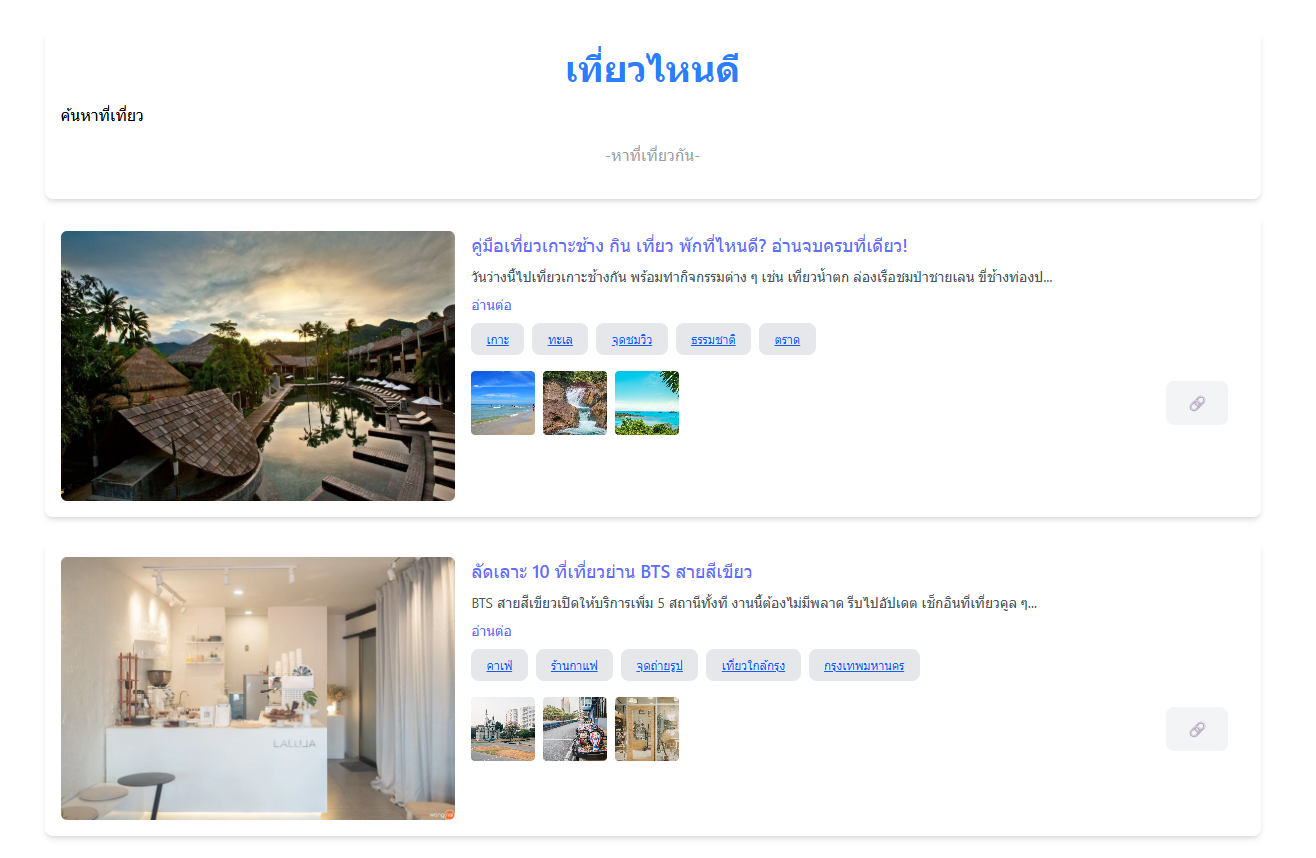 เที่ยวไหนดี
ค้นหาที่เที่ยว
-หาที่เที่ยวกัน-
คู่มือเที่ยวเกาะช้าง กิน เที่ยว พักที่ไหนดี? อ่านจบครบที่เดียว!
วันว่างนี้ไปเที่ยวเกาะช้างกัน พร้อมทำกิจกรรมต่าง ๆ เช่น เที่ยวน้ำตก ล่องเรือชมป่าชายเลน ขี่ช้างท่องป...
อ่านต่อ
เกาะ ทะเล จุดชมวิว ธรรมชาติ ตราด
ลัดเลาะ 10 ที่เที่ยวย่าน BTS สายสีเขียว
BTS สายสีเขียวเปิดให้บริการเพิ่ม 5 สถานีทั้งที งานนี้ต้องไม่มีพลาด รีบไปอัปเดต เช็กอินที่เที่ยวคูล ๆ...
อ่านต่อ
คาเฟ่ ร้านกาแฟ จุดถ่ายรูป เที่ยวใกล้กรุง กรุงเทพมหานคร
LALUJA